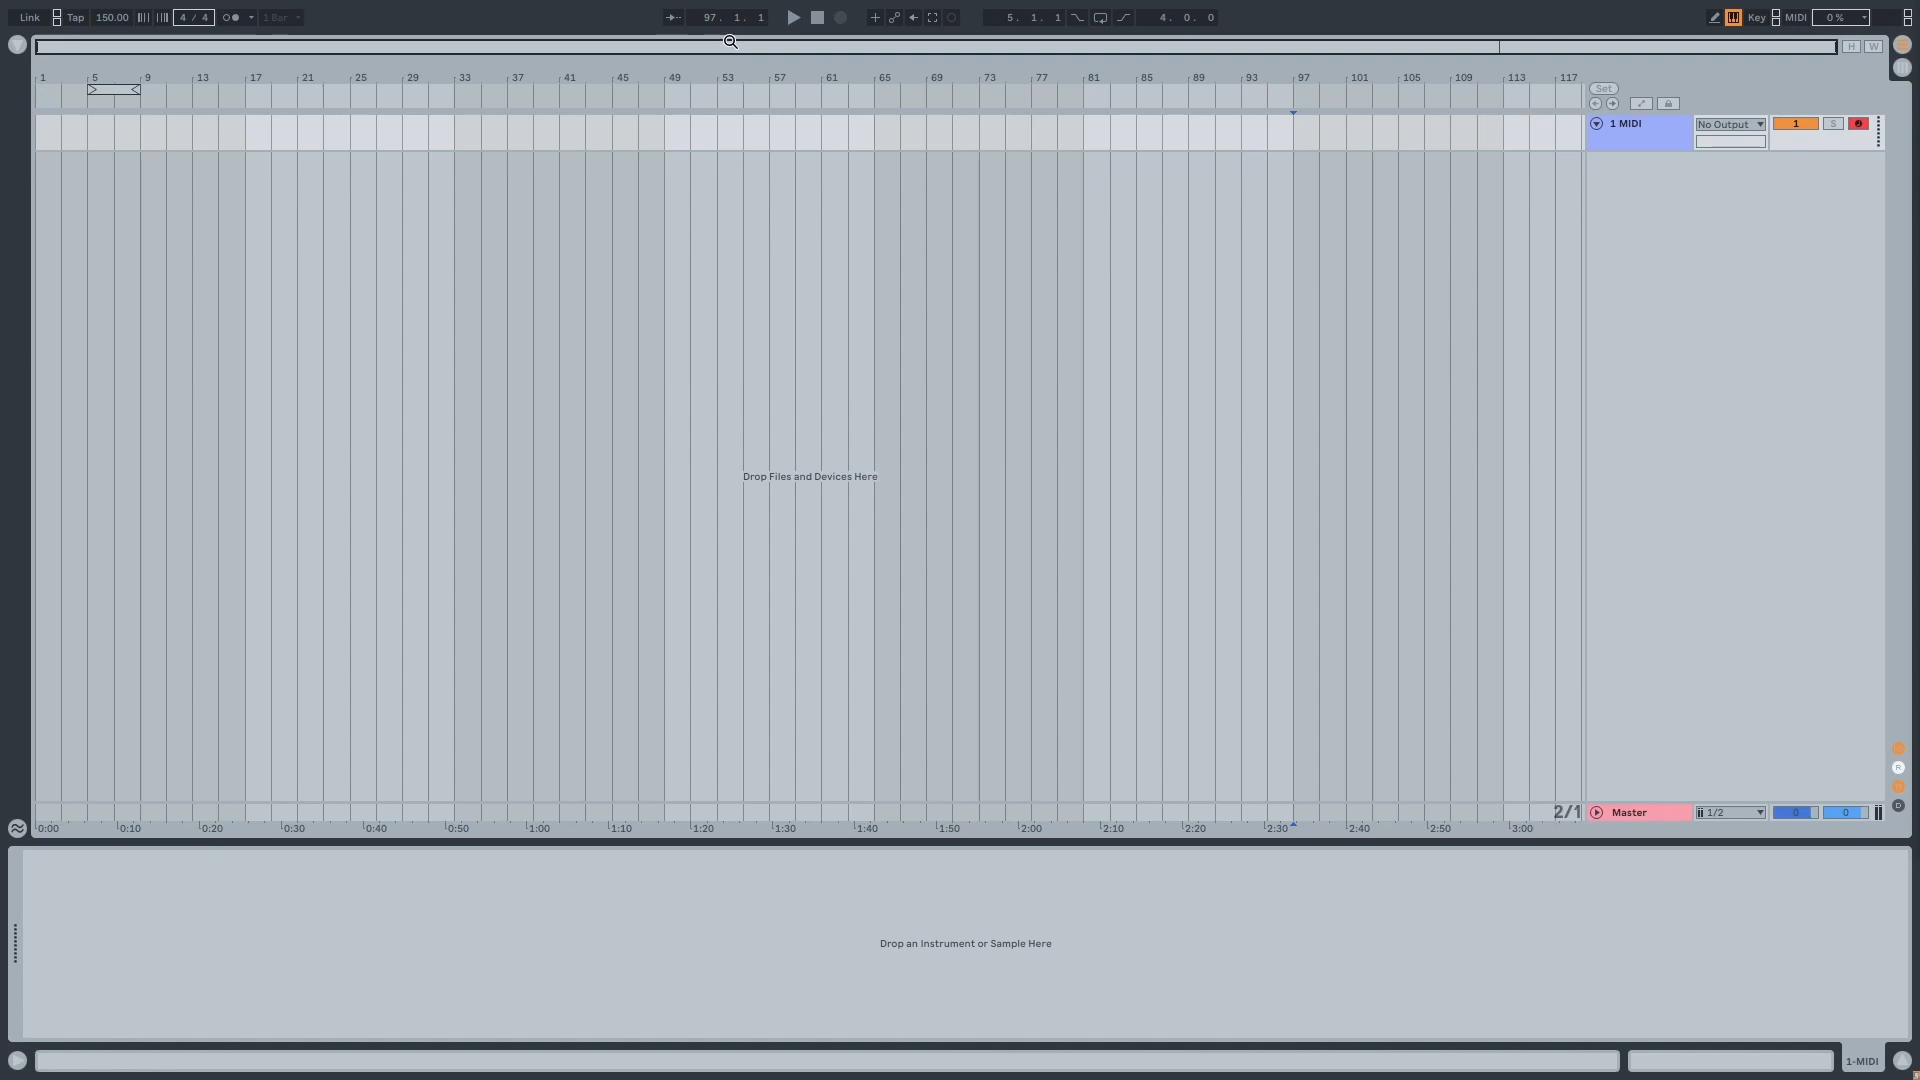 Link Tap 150.00 4 / 4 1 Bar 97. 1. 1 5. 1. 1 4. 0. 0 Key MIDI 0 %
H W
1 5 9 13 17 21 25 29 33 37 41 45 49 53 57 61 65 69 73 77 81 85 89 93 97 101 105 109 113 117
Set
1 MIDI No Output 1 S
Drop Files and Devices Here
R
D
2/1 Master 1/2 0 0
0:00 0:10 0:20 0:30 0:40 0:50 1:00 1:10 1:20 1:30 1:40 1:50 2:00 2:10 2:20 2:30 2:40 2:50 3:00
Drop an Instrument or Sample Here
1-MIDI